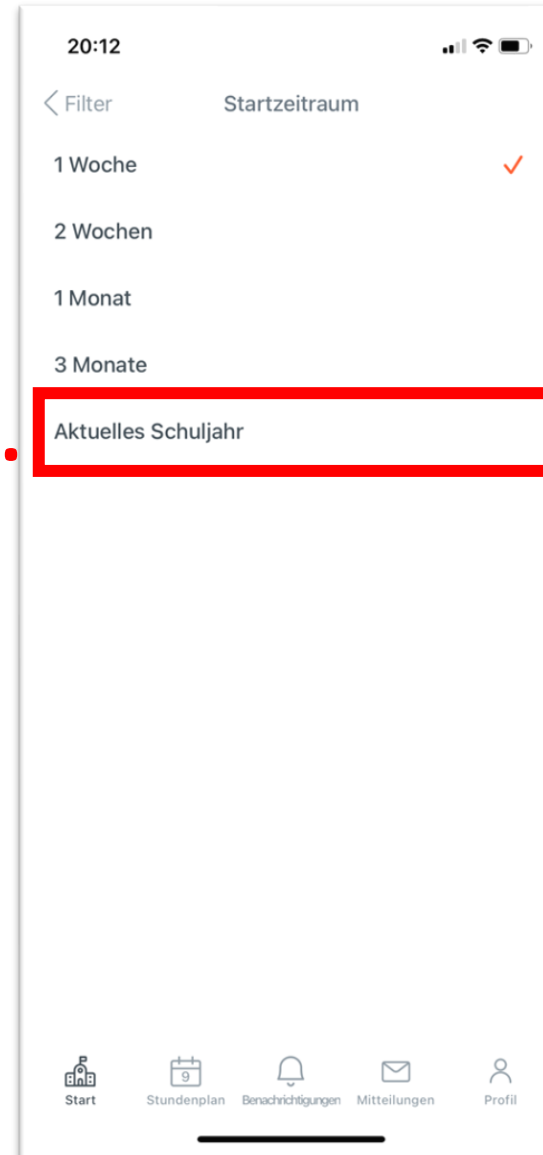 20:12
Filter
Startzeitraum
1 Woche
2 Wochen
1 Monat
3 Monate
Aktuelles Schuljahr
9
Start
Stundenplan
Benachrichtigungen
Mitteilungen
Profil